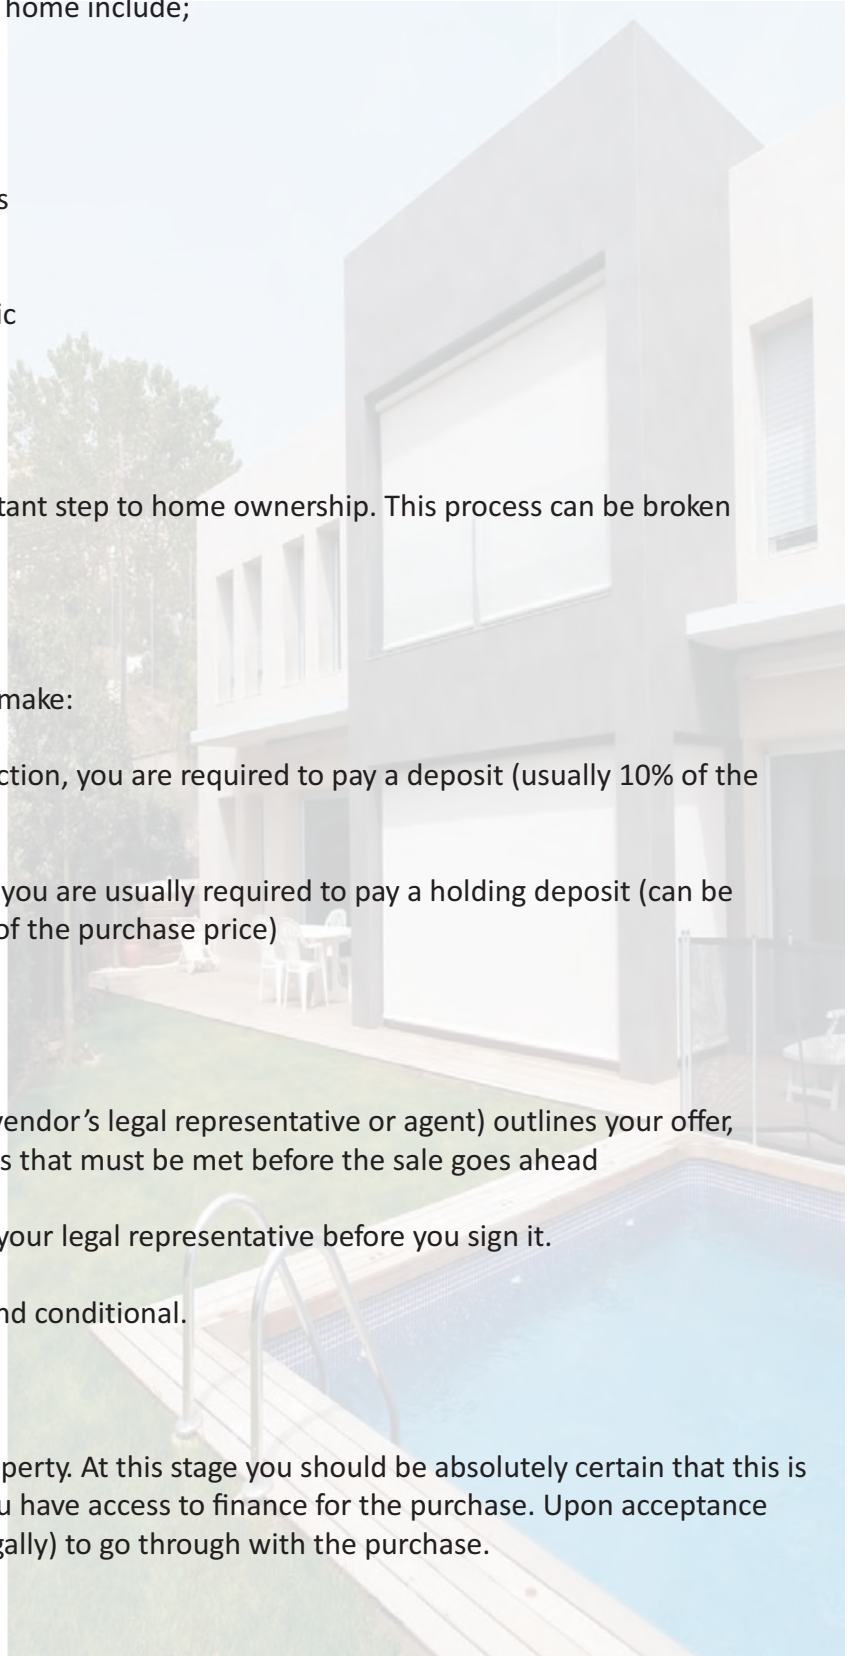 home include;
s
ic
tant step to home ownership. This process can be broken
make:
ction, you are required to pay a deposit (usually 10% of the
you are usually required to pay a holding deposit (can be
of the purchase price)
vendor’s legal representative or agent) outlines your offer,
s that must be met before the sale goes ahead
your legal representative before you sign it.
nd conditional.
perty. At this stage you should be absolutely certain that this is
u have access to finance for the purchase. Upon acceptance
gally) to go through with the purchase.